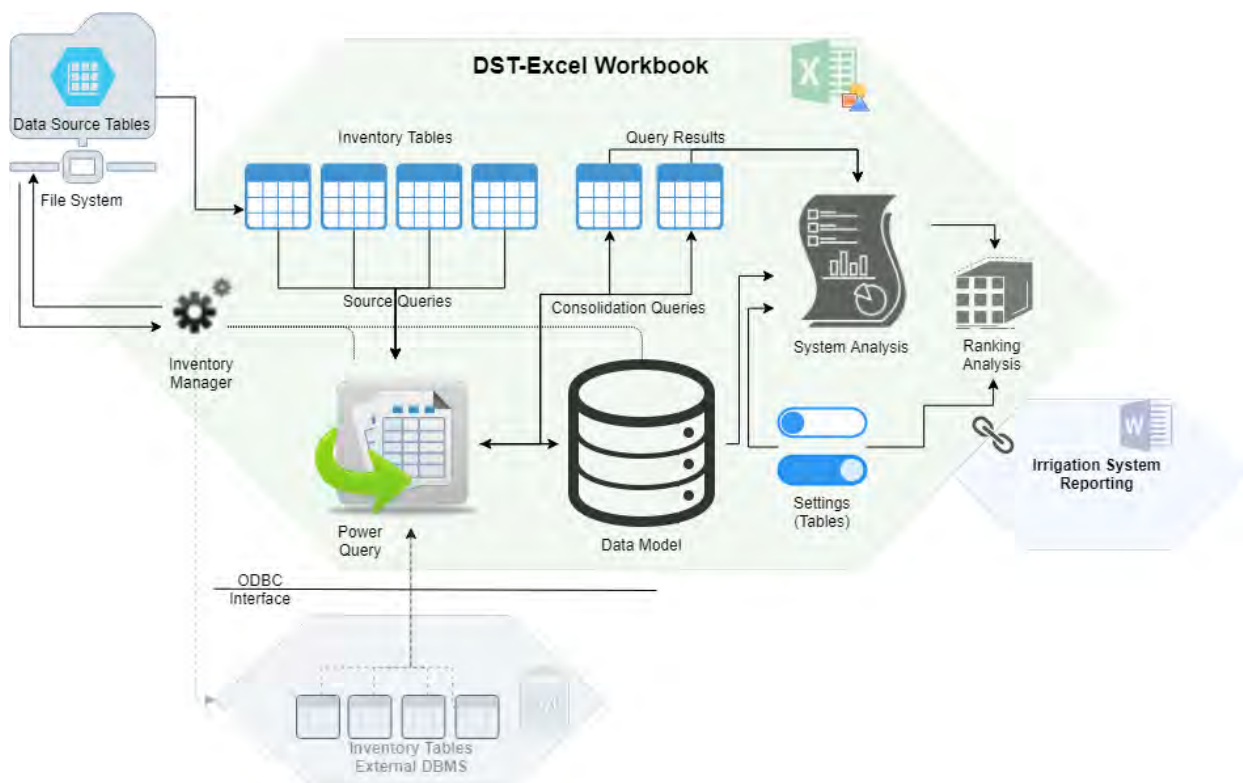 DST-Excel Workbook
X
Data Source Tables
File System
Inventory Tables
Query Results
Source Queries
Consolidation Queries
Inventory
Manager
System Analysis
Ranking
Analysis
Power
Query
Data Model
Settings
(Tables)
W
Irrigation System
Reporting
ODBC
Interface
Inventory Tables
External DBMS